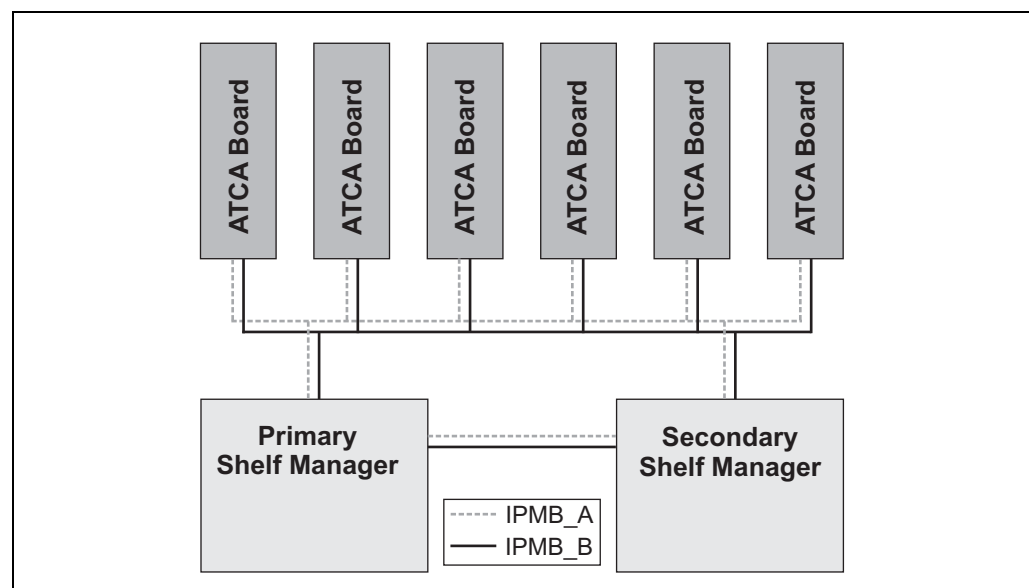 ATCA Board
ATCA Board
ATCA Board
ATCA Board
ATCA Board
ATCA Board
Primary
Shelf Manager
Secondary
Shelf Manager
IPMB_A
IPMB_B